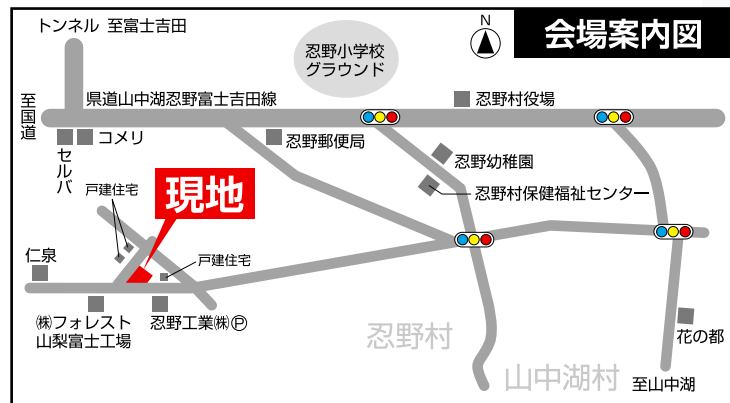 トンネル 至富士吉田
忍野小学校
グラウンド
N
会場案内図
至国道
県道山中湖忍野富士吉田線
忍野村役場
セルバ
コメリ
忍野郵便局
忍野幼稚園
忍野村保健福祉センター
戸建住宅
現地
仁泉
戸建住宅
㈱フォレスト
山梨富士工場
忍野工業㈱Ⓟ
忍野村
山中湖村
花の都
至山中湖